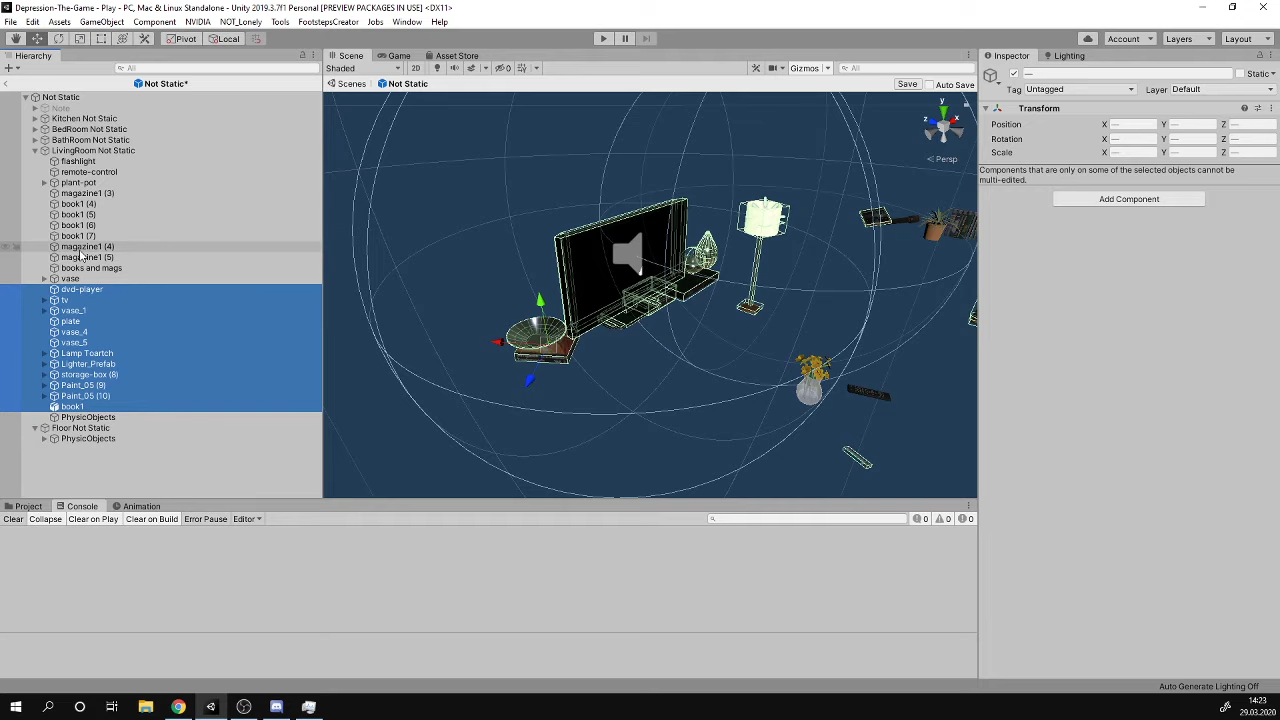 Depression-The-Game - Play - PC, Mac & Linux Standalone - Unity 2019.3.7f1 Personal [PREVIEW PACKAGES IN USE] <DX11>
File Edit Assets GameObject Component Tools NVIDIA NOT_Lonely FootstepsCreator Jobs Window Help
Pivot Local Account Layers Layout
Hierarchy Scene Game Asset Store Inspector Lighting
All Shaded 2D 0 Gizmos All Static
Not Static* Scenes Not Static Save Auto Save
Tag Untagged Layer Default
Not Static
Note
Kitchen Not Staic
BedRoom Not Static
BathRoom Not Static
LivingRoom Not Static
flashlight
remote-control
plant-pot
magazine1 (3)
book1 (4)
book1 (5)
book1 (6)
book1 (7)
magazine1 (4)
magazine1 (5)
books and mags
vase
dvd-player
tv
vase_1
plate
vase_4
vase_5
Lamp Toartch
Lighter_Prefab
storage-box (8)
Paint_05 (9)
Paint_05 (10)
book1
PhysicObjects
Floor Not Static
PhysicObjects
y
z x
Persp
Transform
Position X — Y — Z —
Rotation X — Y — Z —
Scale X — Y — Z —
Components that are only on some of the selected objects cannot be
multi-edited.
Add Component
Project Console Animation
Clear Collapse Clear on Play Clear on Build Error Pause Editor 0 0 0
Auto Generate Lighting Off
14:23
29.03.2020